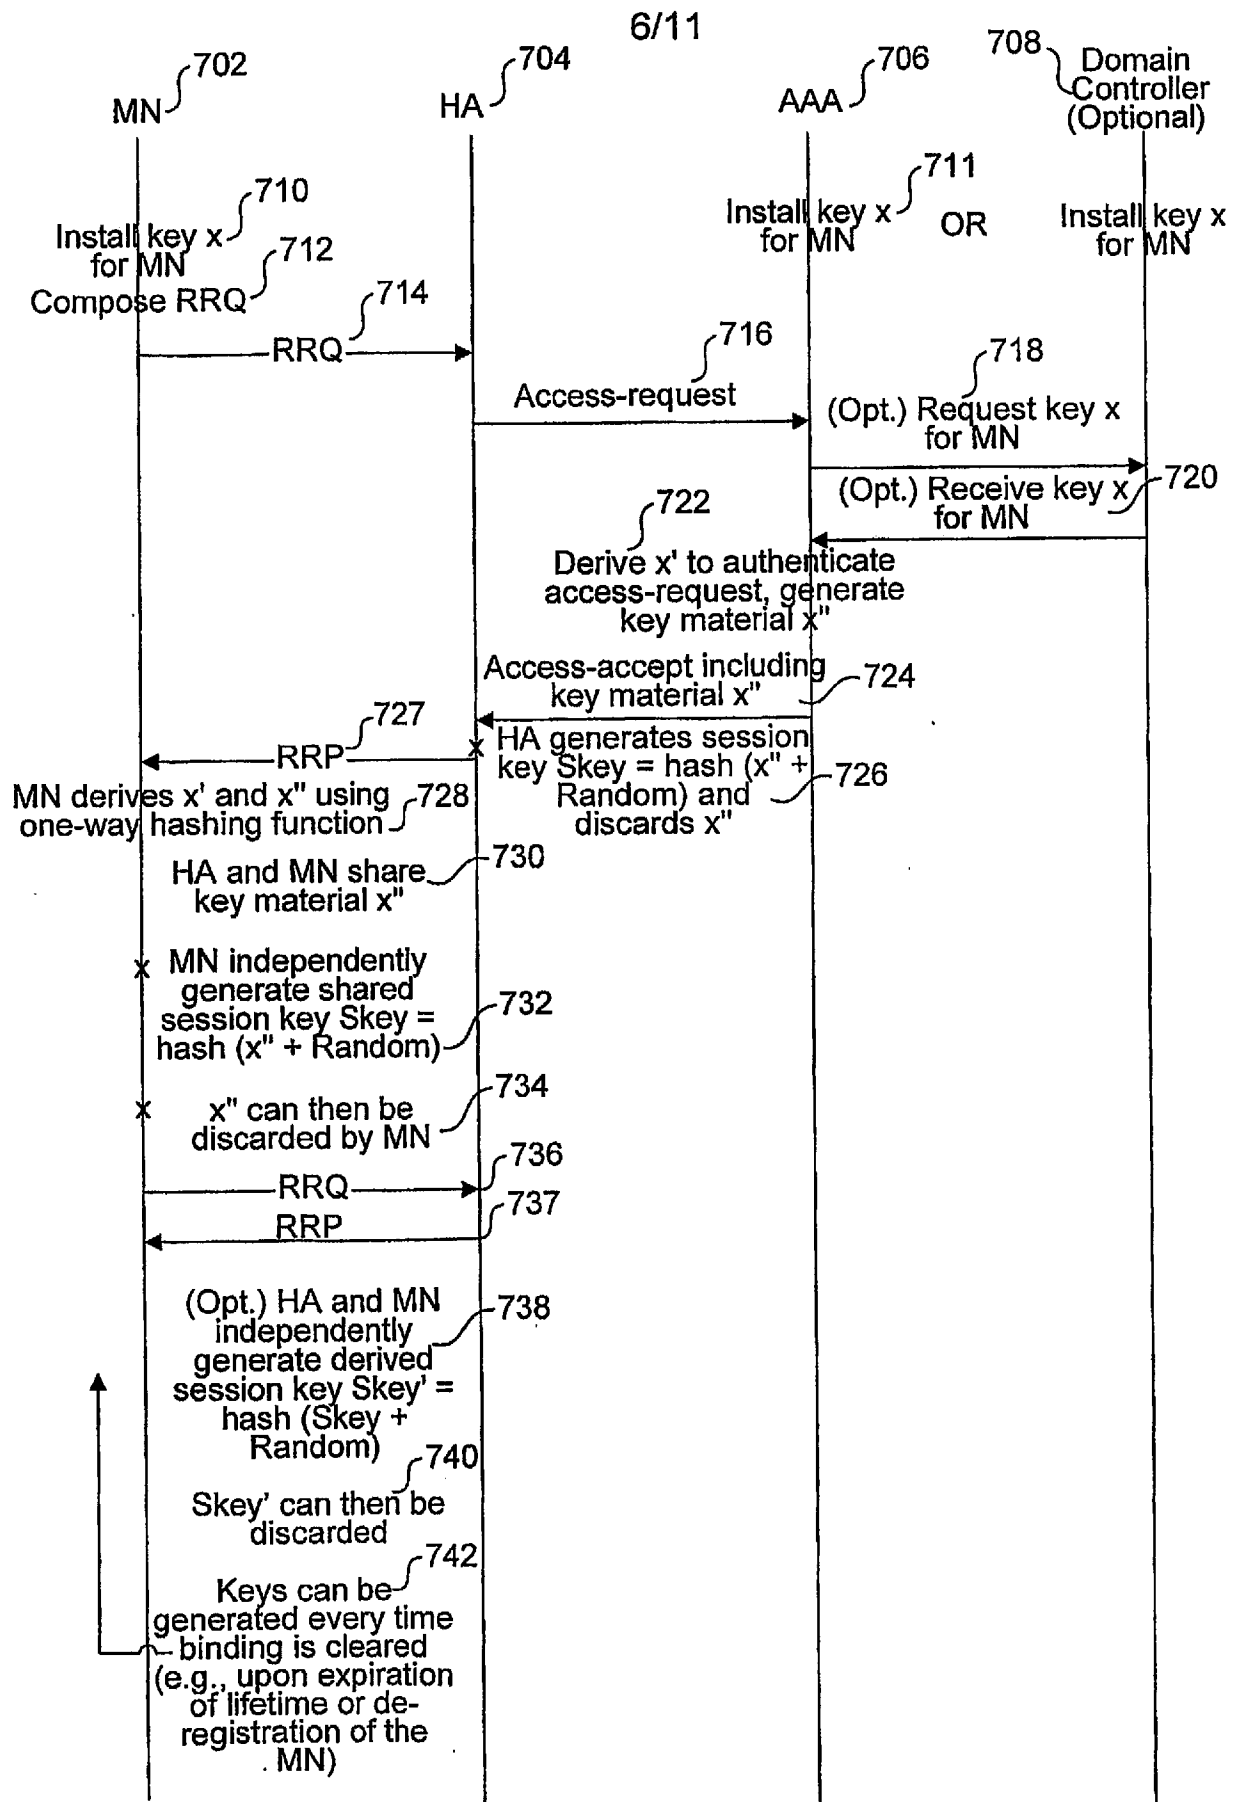 6/11
702
704
706
708
MN
HA
AAA
Domain
Controller
(Optional)
710
Install key x
for MN
711
Install key x
for MN
OR
Install key x
for MN
712
Compose RRQ
714
RRQ
716
Access-request
718
(Opt.) Request key x
for MN
720
(Opt.) Receive key x
for MN
722
Derive x' to authenticate
access-request, generate
key material x"
Access-accept including
key material x"
724
727
RRP
x
HA generates session
key Skey = hash (x" +
Random) and
discards x"
726
MN derives x' and x" using
one-way hashing function
728
730
HA and MN share
key material x"
x
MN independently
generate shared
session key Skey =
hash (x" + Random)
732
734
x
x" can then be
discarded by MN
736
RRQ
737
RRP
(Opt.) HA and MN
independently
generate derived
session key Skey' =
hash (Skey +
Random)
738
740
Skey' can then be
discarded
742
Keys can be
generated every time
binding is cleared
(e.g., upon expiration
of lifetime or de-
registration of the
MN)